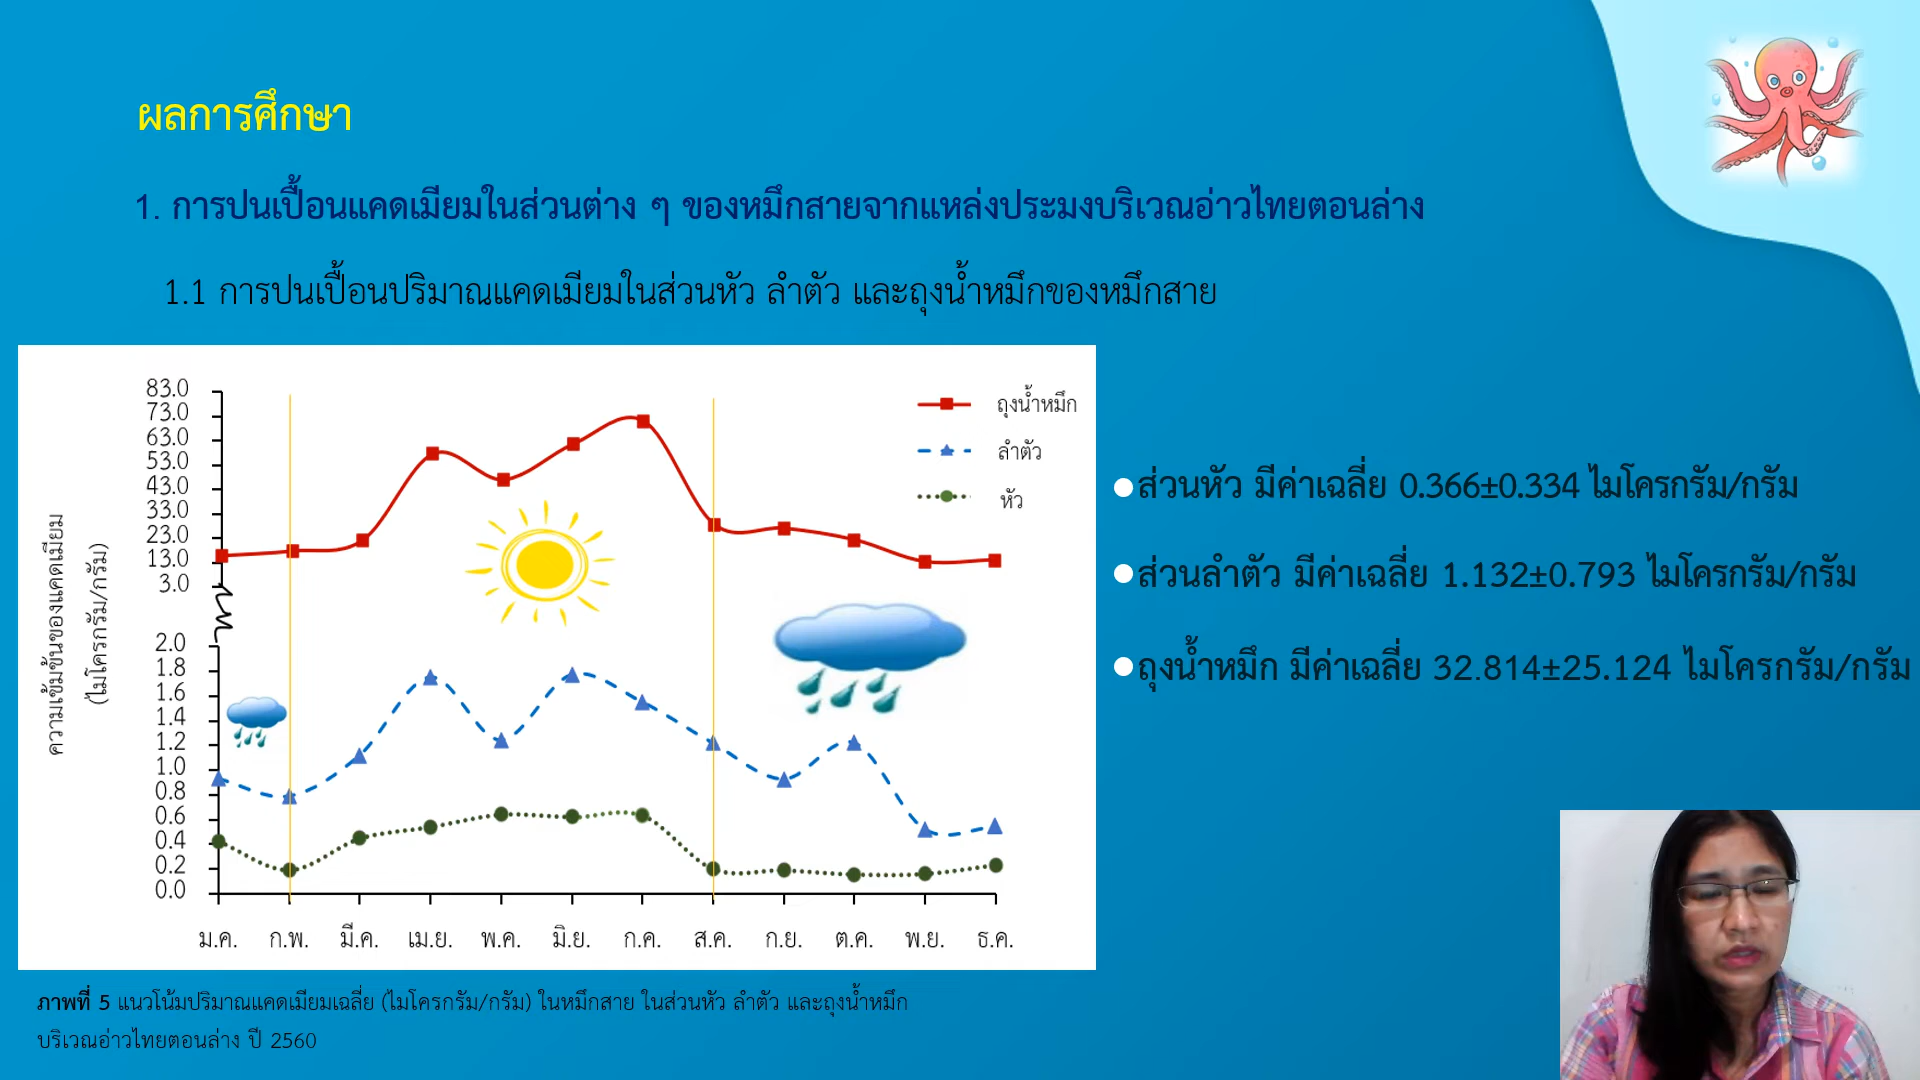 ผลการศึกษา
1. การปนเปื้อนแคดเมียมในส่วนต่าง ๆ ของหมึกสายจากแหล่งประมงบริเวณอ่าวไทยตอนล่าง
1.1 การปนเปื้อนปริมาณแคดเมียมในส่วนหัว ลำตัว และถุงน้ำหมึกของหมึกสาย
83.0
73.0
63.0
53.0
43.0
33.0
23.0
13.0
3.0
2.0
1.8
1.6
1.4
1.2
1.0
0.8
0.6
0.4
0.2
0.0
ความเข้มข้นของแคดเมียม
(ไมโครกรัม/กรัม)
ถุงน้ำหมึก
ลำตัว
หัว
ม.ค. ก.พ. มี.ค. เม.ย. พ.ค. มิ.ย. ก.ค. ส.ค. ก.ย. ต.ค. พ.ย. ธ.ค.
ส่วนหัว มีค่าเฉลี่ย 0.366±0.334 ไมโครกรัม/กรัม
ส่วนลำตัว มีค่าเฉลี่ย 1.132±0.793 ไมโครกรัม/กรัม
ถุงน้ำหมึก มีค่าเฉลี่ย 32.814±25.124 ไมโครกรัม/กรัม
ภาพที่ 5 แนวโน้มปริมาณแคดเมียมเฉลี่ย (ไมโครกรัม/กรัม) ในหมึกสาย ในส่วนหัว ลำตัว และถุงน้ำหมึก
บริเวณอ่าวไทยตอนล่าง ปี 2560